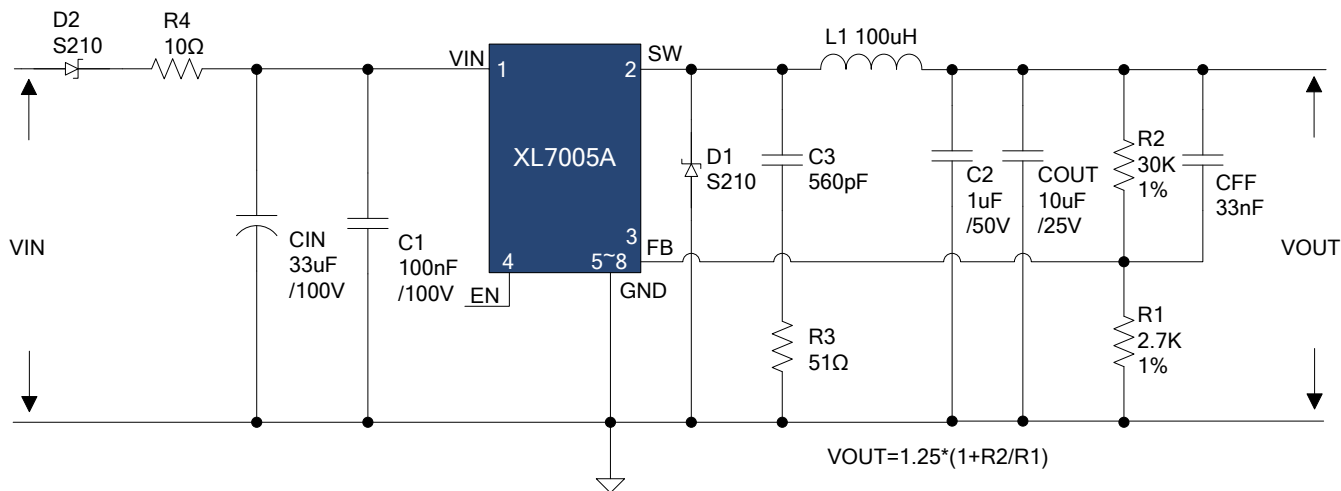 D2
S210
R4
10Ω
VIN
1
SW
2
L1 100uH
XL7005A
D1
S210
C3
560pF
C2
1uF
/50V
COUT
10uF
/25V
R2
30K
1%
CFF
33nF
VIN
CIN
33uF
/100V
C1
100nF
/100V
3
FB
4
5~8
EN
GND
VOUT
R3
51Ω
R1
2.7K
1%
VOUT=1.25*(1+R2/R1)